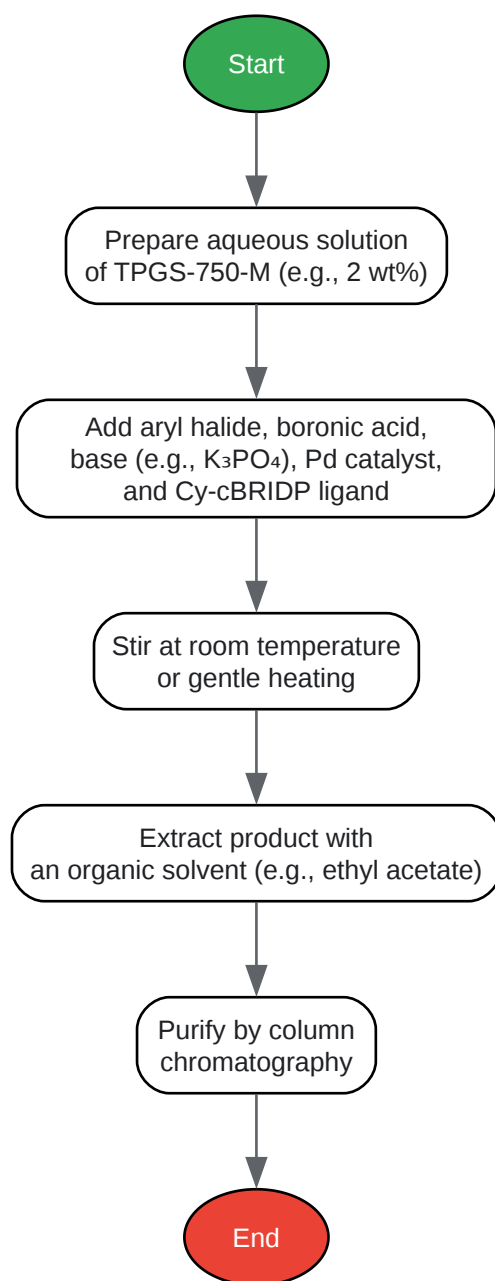 Start
Prepare aqueous solution
of TPGS-750-M (e.g., 2 wt%)
Add aryl halide, boronic acid,
base (e.g., K₃PO₄), Pd catalyst,
and Cy-cBRIDP ligand
Stir at room temperature
or gentle heating
Extract product with
an organic solvent (e.g., ethyl acetate)
Purify by column
chromatography
End